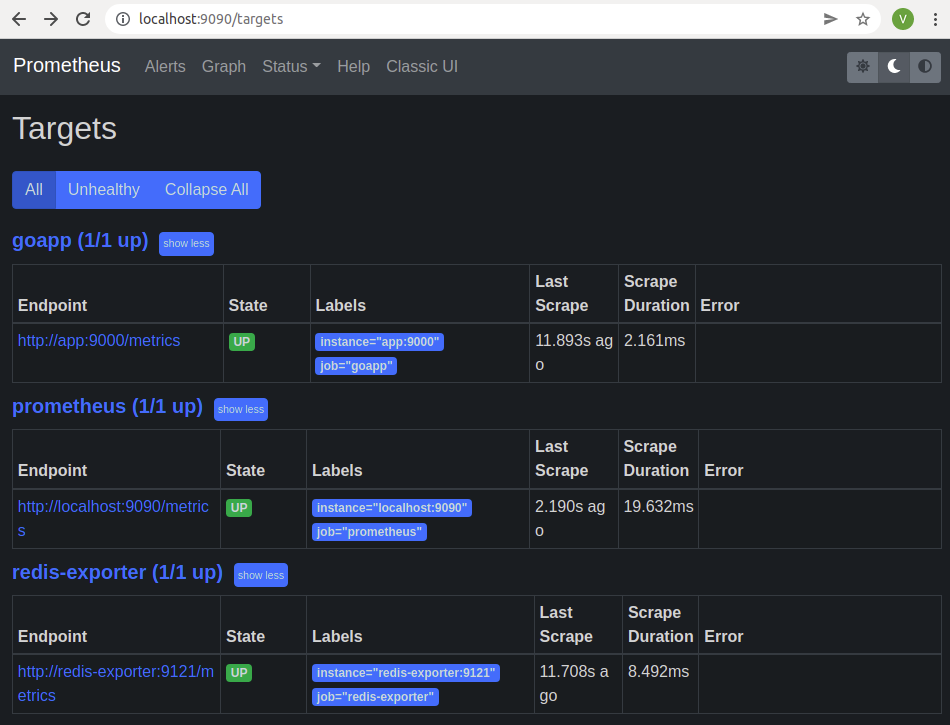 localhost:9090/targets
V
Prometheus Alerts Graph Status Help Classic UI
Targets
All Unhealthy Collapse All
goapp (1/1 up) show less
Last Scrape
Endpoint State Labels Scrape Duration Error
http://app:9000/metrics UP instance="app:9000" 11.893s ag 2.161ms
job="goapp" o
prometheus (1/1 up) show less
Last Scrape
Endpoint State Labels Scrape Duration Error
http://localhost:9090/metric UP instance="localhost:9090" 2.190s ag 19.632ms
s job="prometheus" o
redis-exporter (1/1 up) show less
Last Scrape
Endpoint State Labels Scrape Duration Error
http://redis-exporter:9121/m UP instance="redis-exporter:9121" 11.708s a 8.492ms
etrics job="redis-exporter" go